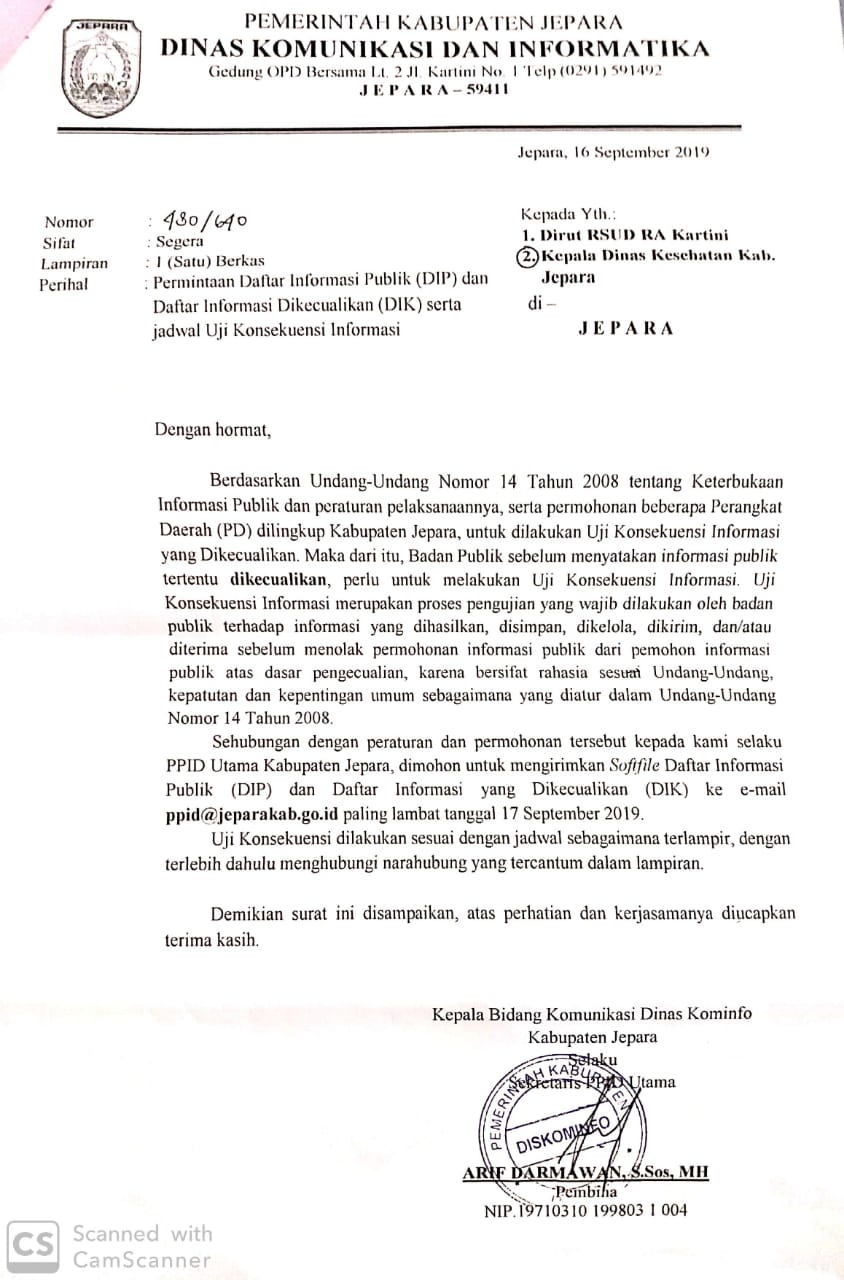 JEPARA
PEMERINTAH KABUPATEN JEPARA
DINAS KOMUNIKASI DAN INFORMATIKA
Gedung OPD Bersama Lt. 2 Jl. Kartini No. 1 Telp (0291) 591492
J E P A R A – 59411
Jepara, 16 September 2019
Nomor : 480/640
Sifat : Segera
Lampiran : 1 (Satu) Berkas
Perihal : Permintaan Daftar Informasi Publik (DIP) dan
Daftar Informasi Dikecualikan (DIK) serta
jadwal Uji Konsekuensi Informasi
Kepada Yth.:
1. Dirut RSUD RA Kartini
2. Kepala Dinas Kesehatan Kab.
Jepara
di –
J E P A R A
Dengan hormat,
Berdasarkan Undang-Undang Nomor 14 Tahun 2008 tentang Keterbukaan
Informasi Publik dan peraturan pelaksanaannya, serta permohonan beberapa Perangkat
Daerah (PD) dilingkup Kabupaten Jepara, untuk dilakukan Uji Konsekuensi Informasi
yang Dikecualikan. Maka dari itu, Badan Publik sebelum menyatakan informasi publik
tertentu dikecualikan, perlu untuk melakukan Uji Konsekuensi Informasi. Uji
Konsekuensi Informasi merupakan proses pengujian yang wajib dilakukan oleh badan
publik terhadap informasi yang dihasilkan, disimpan, dikelola, dikirim, dan/atau
diterima sebelum menolak permohonan informasi publik dari pemohon informasi
publik atas dasar pengecualian, karena bersifat rahasia sesuai Undang-Undang,
kepatutan dan kepentingan umum sebagaimana yang diatur dalam Undang-Undang
Nomor 14 Tahun 2008.
Sehubungan dengan peraturan dan permohonan tersebut kepada kami selaku
PPID Utama Kabupaten Jepara, dimohon untuk mengirimkan Softfile Daftar Informasi
Publik (DIP) dan Daftar Informasi yang Dikecualikan (DIK) ke e-mail
ppid@jeparakab.go.id paling lambat tanggal 17 September 2019.
Uji Konsekuensi dilakukan sesuai dengan jadwal sebagaimana terlampir, dengan
terlebih dahulu menghubungi narahubung yang tercantum dalam lampiran.
Demikian surat ini disampaikan, atas perhatian dan kerjasamanya diucapkan
terima kasih.
Kepala Bidang Komunikasi Dinas Kominfo
Kabupaten Jepara
Selaku
Sekretaris PPID Utama
PEMERINTAH KABUPATEN
DISKOMINFO
ARIF DARMAWAN, S.Sos, MH
Pembina
NIP.19710310 199803 1 004
CS Scanned with
CamScanner